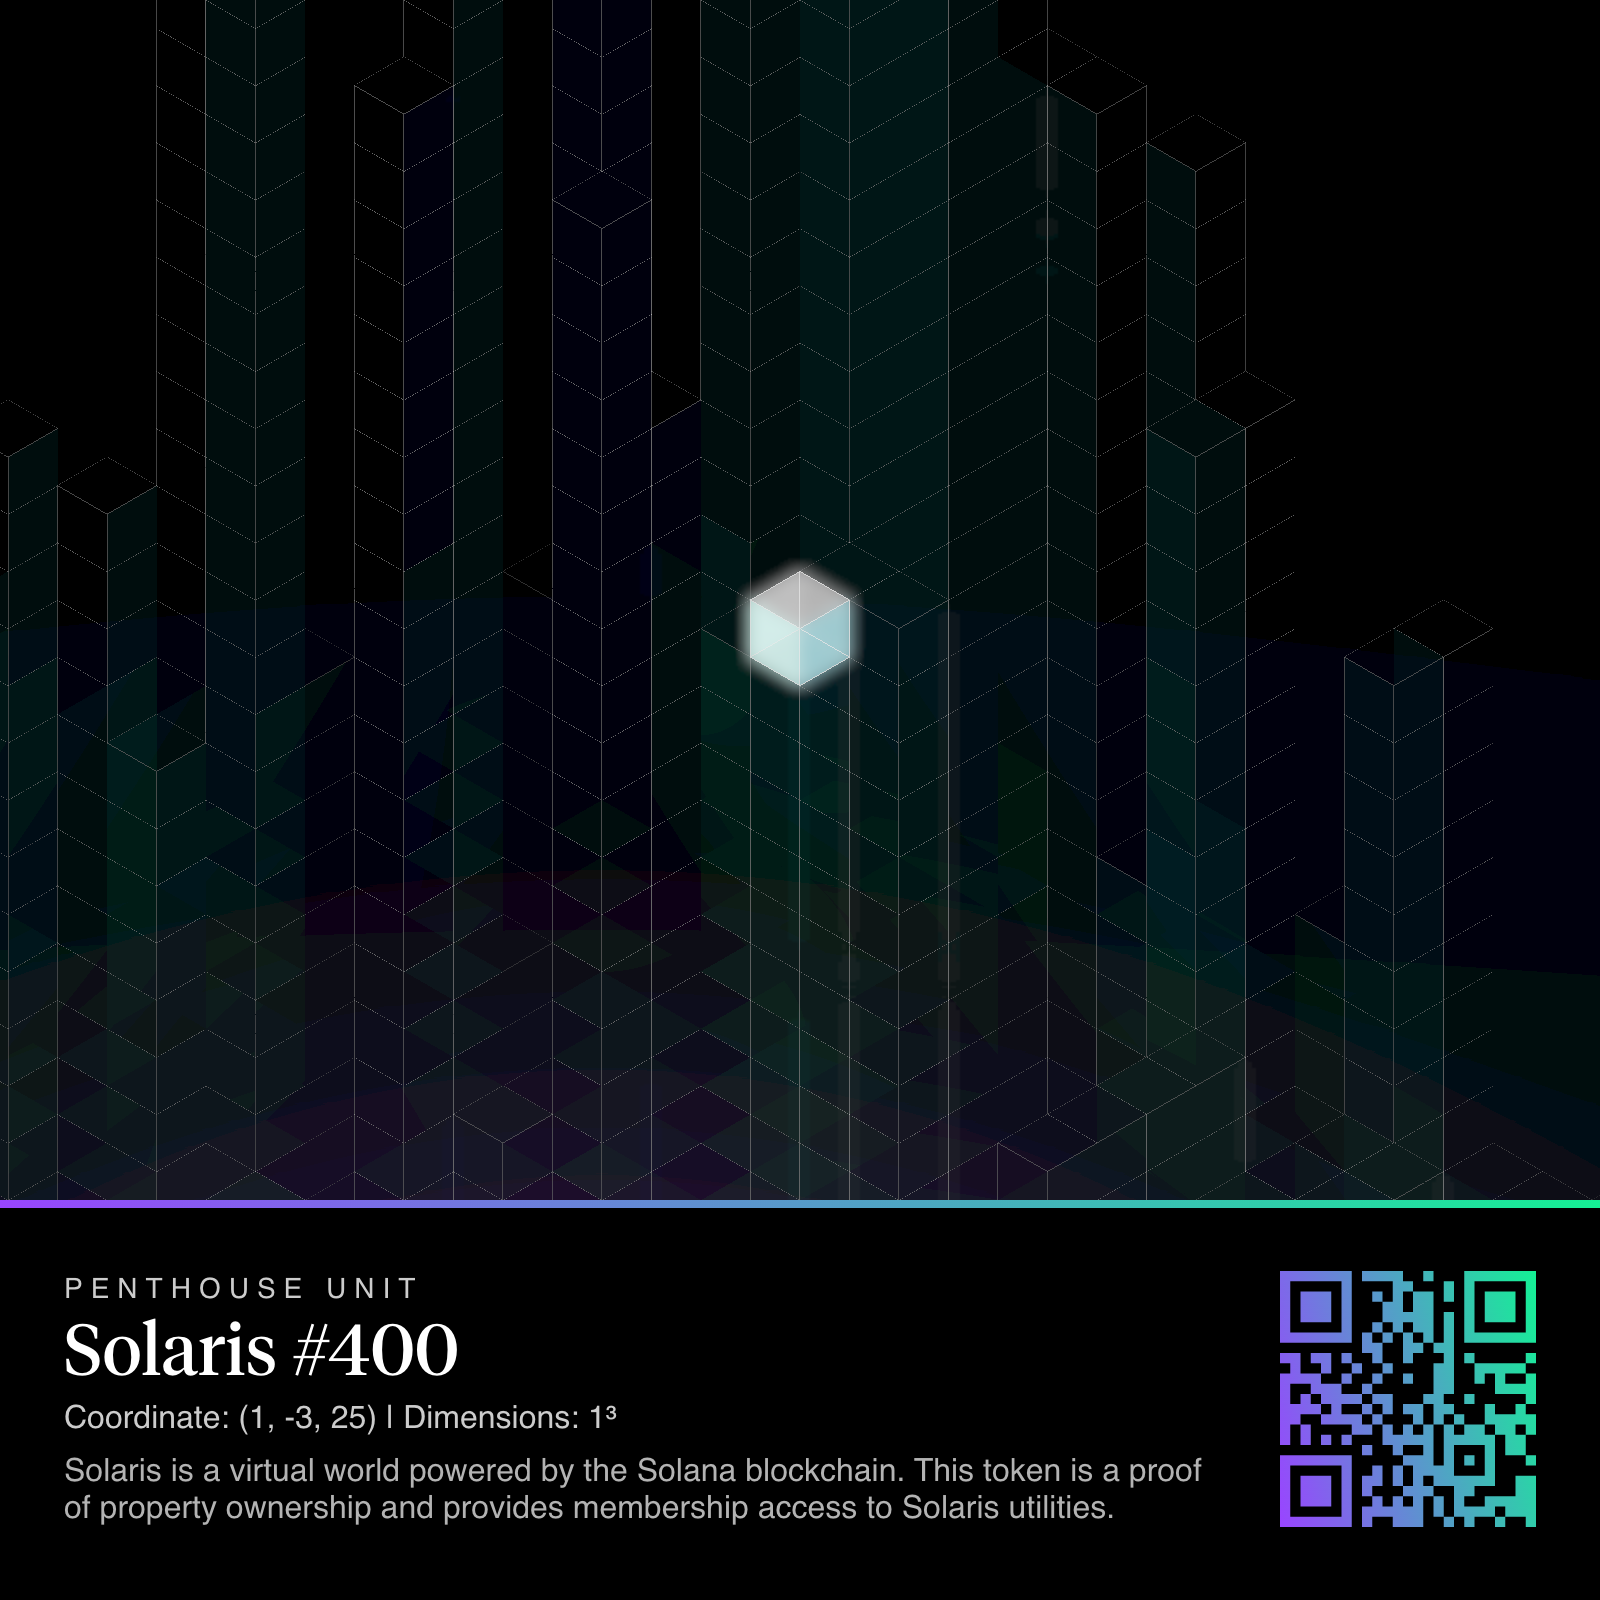 PENTHOUSE UNIT
Solaris #400
Coordinate: (1, -3, 25) | Dimensions: 1³
Solaris is a virtual world powered by the Solana blockchain. This token is a proof
of property ownership and provides membership access to Solaris utilities.